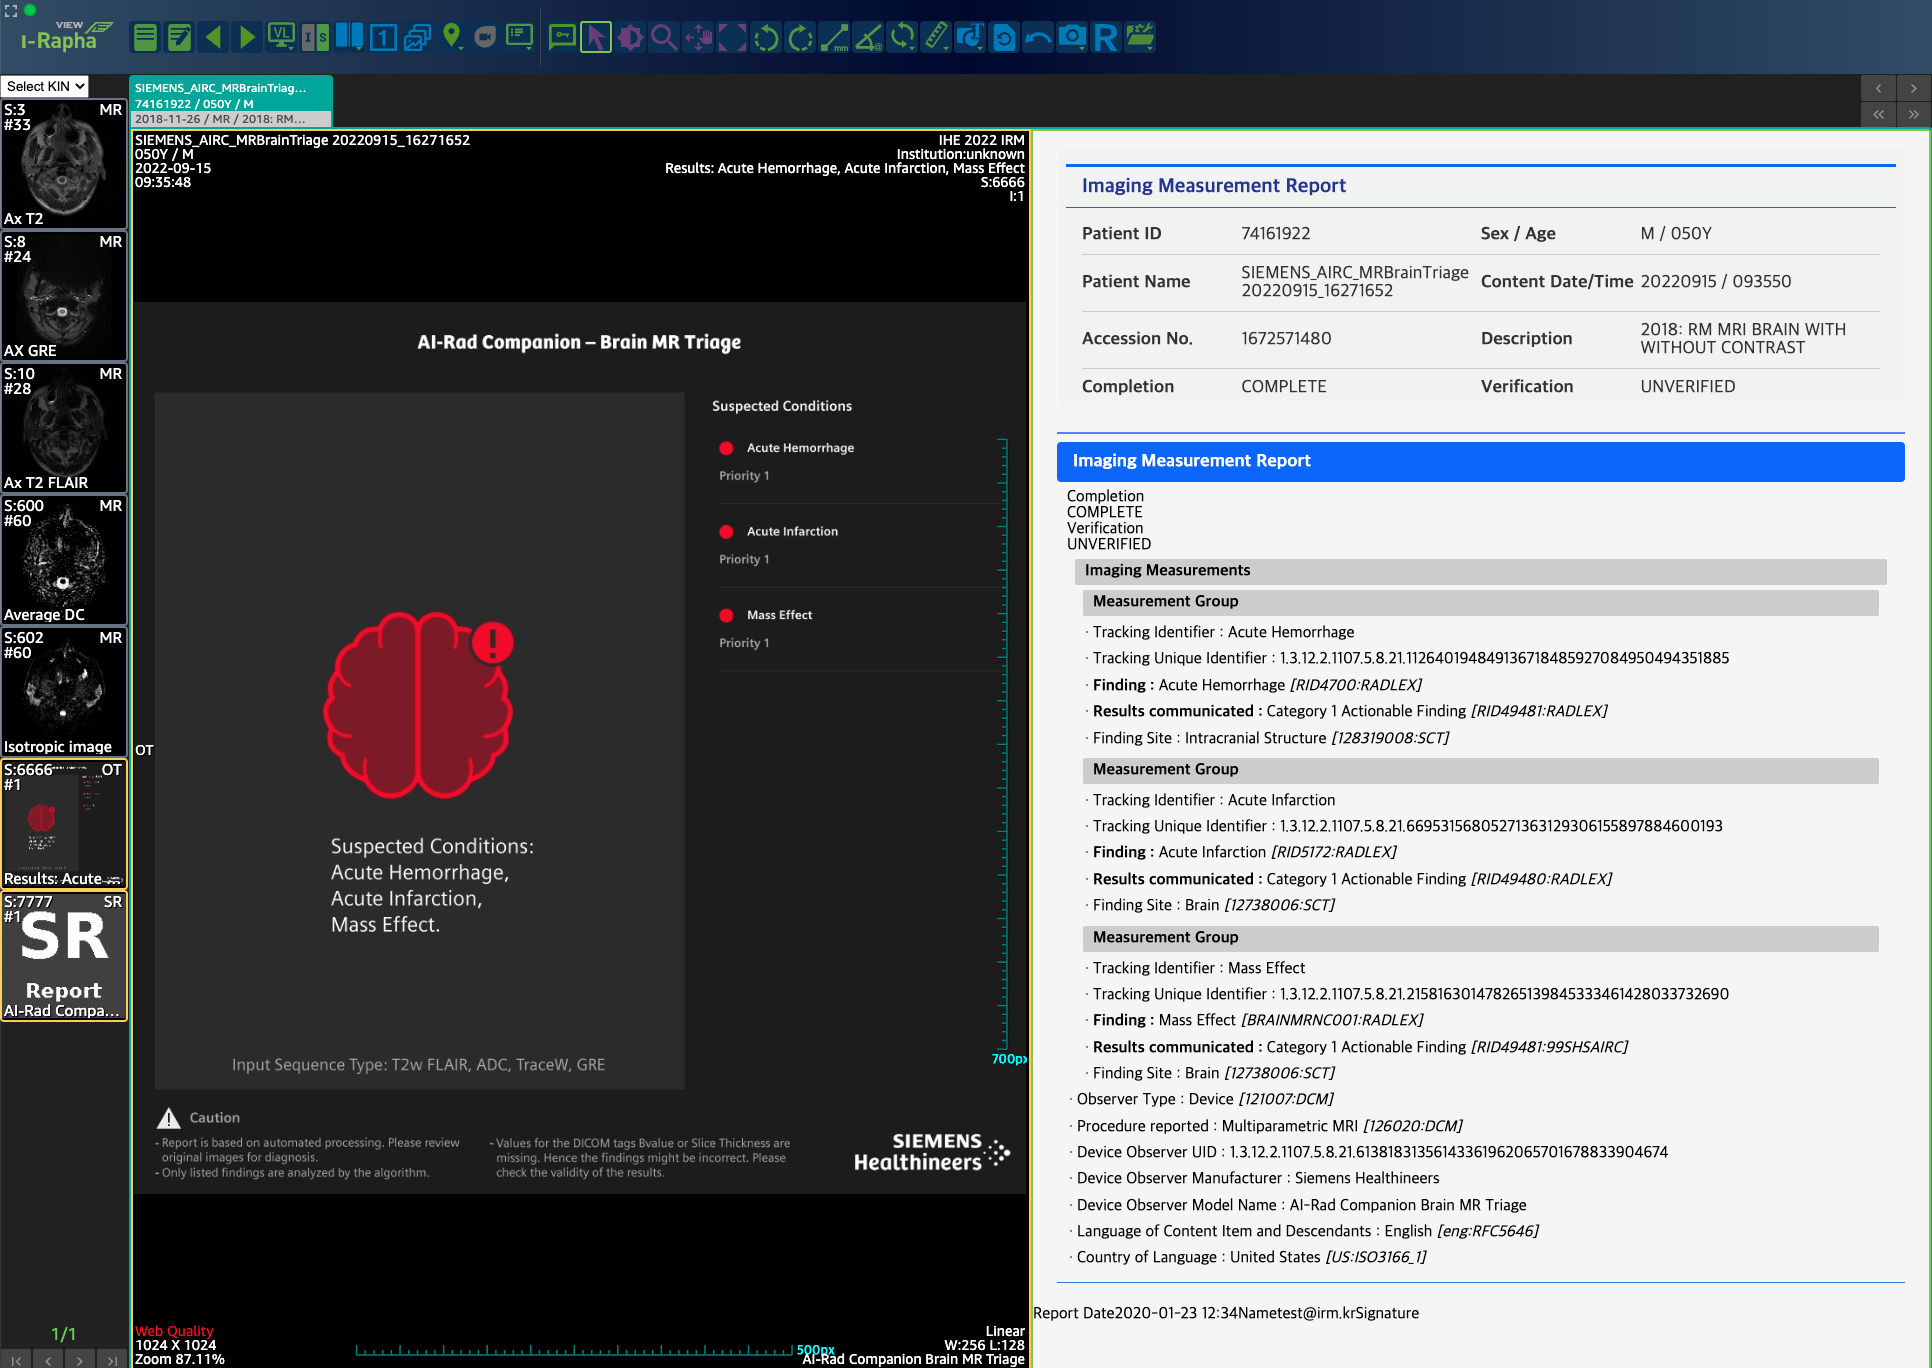 VIEW
i-Rapha
VL
I S
1
mm
@
R
Select KIN
SIEMENS_AIRC_MRBrainTriag...
74161922 / 050Y / M
2018-11-26 / MR / 2018: RM...
S:3 MR
#33
Ax T2
S:8 MR
#24
AX GRE
S:10 MR
#28
Ax T2 FLAIR
S:600 MR
#60
Average DC
S:602 MR
#60
Isotropic image
S:6666 OT
#1
Results: Acute
S:7777 SR
#1
SR
Report
AI-Rad Compa...
1/1
SIEMENS_AIRC_MRBrainTriage 20220915_16271652
050Y / M
2022-09-15
09:35:48
IHE 2022 IRM
Institution:unknown
Results: Acute Hemorrhage, Acute Infarction, Mass Effect
S:6666
I:1
OT
AI-Rad Companion – Brain MR Triage
Suspected Conditions:
Acute Hemorrhage,
Acute Infarction,
Mass Effect.
Input Sequence Type: T2w FLAIR, ADC, TraceW, GRE
Suspected Conditions
Acute Hemorrhage
Priority 1
Acute Infarction
Priority 1
Mass Effect
Priority 1
700px
Caution
- Report is based on automated processing. Please review
original images for diagnosis.
- Only listed findings are analyzed by the algorithm.
- Values for the DICOM tags Bvalue or Slice Thickness are
missing. Hence the findings might be incorrect. Please
check the validity of the results.
SIEMENS
Healthineers
Web Quality
1024 X 1024
Zoom 87.11%
500px
Linear
W:256 L:128
AI-Rad Companion Brain MR Triage
Imaging Measurement Report
Patient ID 74161922 Sex / Age M / 050Y
Patient Name SIEMENS_AIRC_MRBrainTriage 20220915_16271652 Content Date/Time 20220915 / 093550
Accession No. 1672571480 Description 2018: RM MRI BRAIN WITH WITHOUT CONTRAST
Completion COMPLETE Verification UNVERIFIED
Imaging Measurement Report
Completion
COMPLETE
Verification
UNVERIFIED
Imaging Measurements
Measurement Group
· Tracking Identifier : Acute Hemorrhage
· Tracking Unique Identifier : 1.3.12.2.1107.5.8.21.112640194849136718485927084950494351885
· Finding : Acute Hemorrhage [RID4700:RADLEX]
· Results communicated : Category 1 Actionable Finding [RID49481:RADLEX]
· Finding Site : Intracranial Structure [128319008:SCT]
Measurement Group
· Tracking Identifier : Acute Infarction
· Tracking Unique Identifier : 1.3.12.2.1107.5.8.21.66953156805271363129306155897884600193
· Finding : Acute Infarction [RID5172:RADLEX]
· Results communicated : Category 1 Actionable Finding [RID49480:RADLEX]
· Finding Site : Brain [12738006:SCT]
Measurement Group
· Tracking Identifier : Mass Effect
· Tracking Unique Identifier : 1.3.12.2.1107.5.8.21.215816301478265139845333461428033732690
· Finding : Mass Effect [BRAINMRNC001:RADLEX]
· Results communicated : Category 1 Actionable Finding [RID49481:99SHSAIRC]
· Finding Site : Brain [12738006:SCT]
· Observer Type : Device [121007:DCM]
· Procedure reported : Multiparametric MRI [126020:DCM]
· Device Observer UID : 1.3.12.2.1107.5.8.21.61381831356143361962065701678833904674
· Device Observer Manufacturer : Siemens Healthineers
· Device Observer Model Name : AI-Rad Companion Brain MR Triage
· Language of Content Item and Descendants : English [eng:RFC5646]
· Country of Language : United States [US:ISO3166_1]
Report Date2020-01-23 12:34Nametest@irm.krSignature